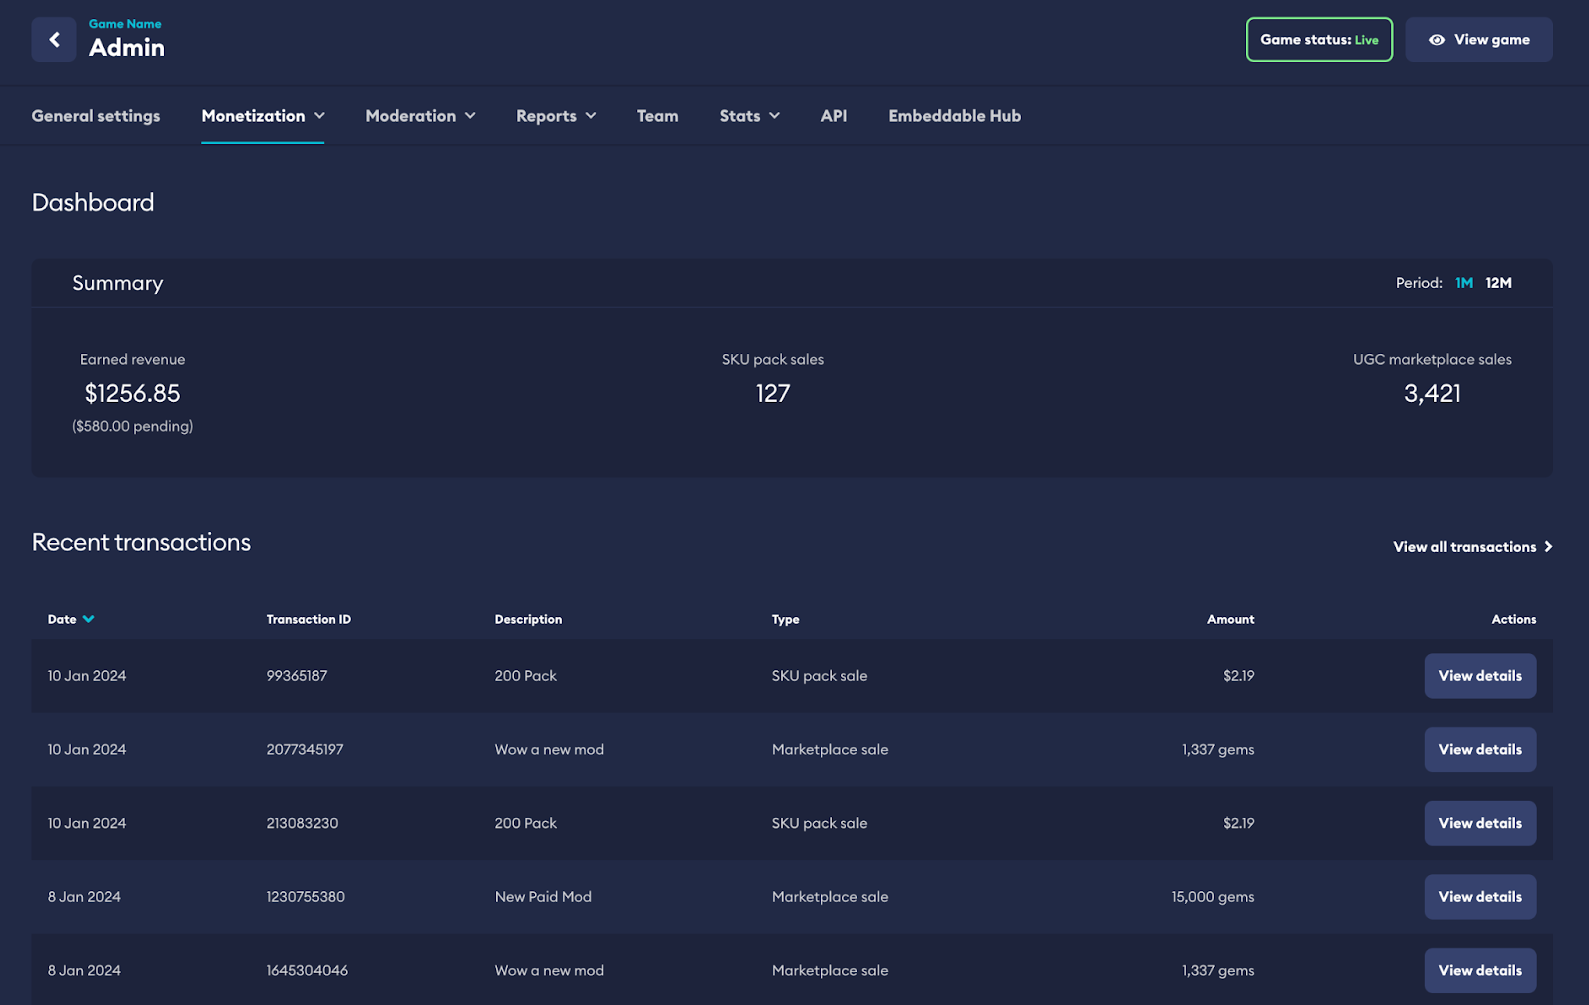 Game Name
Admin
Game status: Live
View game
General settings Monetization Moderation Reports Team Stats API Embeddable Hub
Dashboard
Summary
Period: 1M 12M
Earned revenue
$1256.85
($580.00 pending)
SKU pack sales
127
UGC marketplace sales
3,421
Recent transactions
View all transactions
Date Transaction ID Description Type Amount Actions
10 Jan 2024 99365187 200 Pack SKU pack sale $2.19 View details
10 Jan 2024 2077345197 Wow a new mod Marketplace sale 1,337 gems View details
10 Jan 2024 213083230 200 Pack SKU pack sale $2.19 View details
8 Jan 2024 1230755380 New Paid Mod Marketplace sale 15,000 gems View details
8 Jan 2024 1645304046 Wow a new mod Marketplace sale 1,337 gems View details